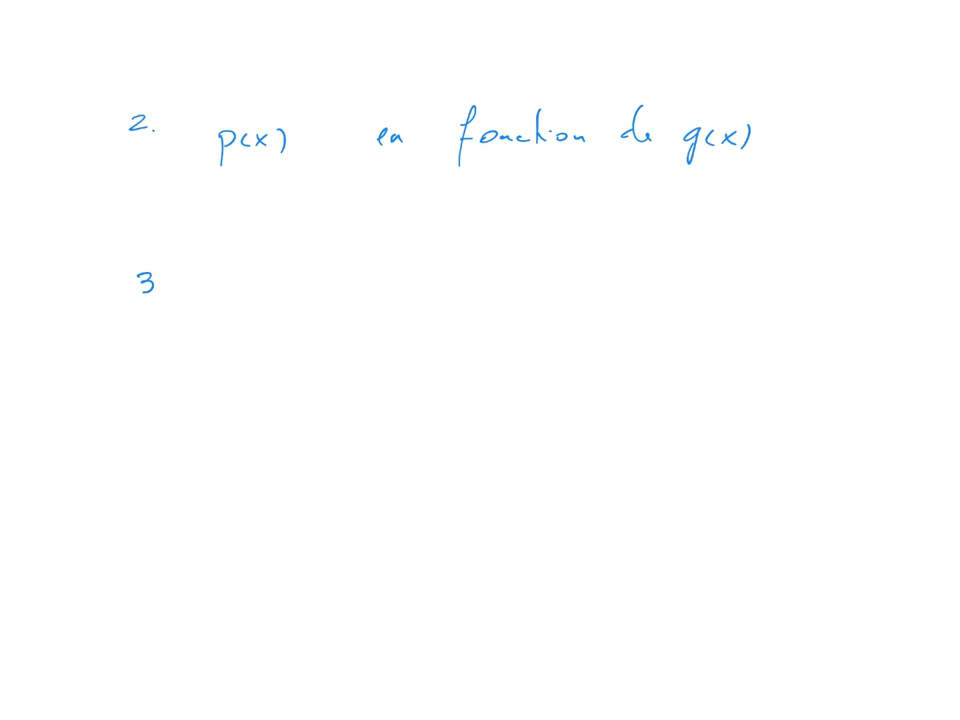 2. p(x) en fonction de g(x)
3